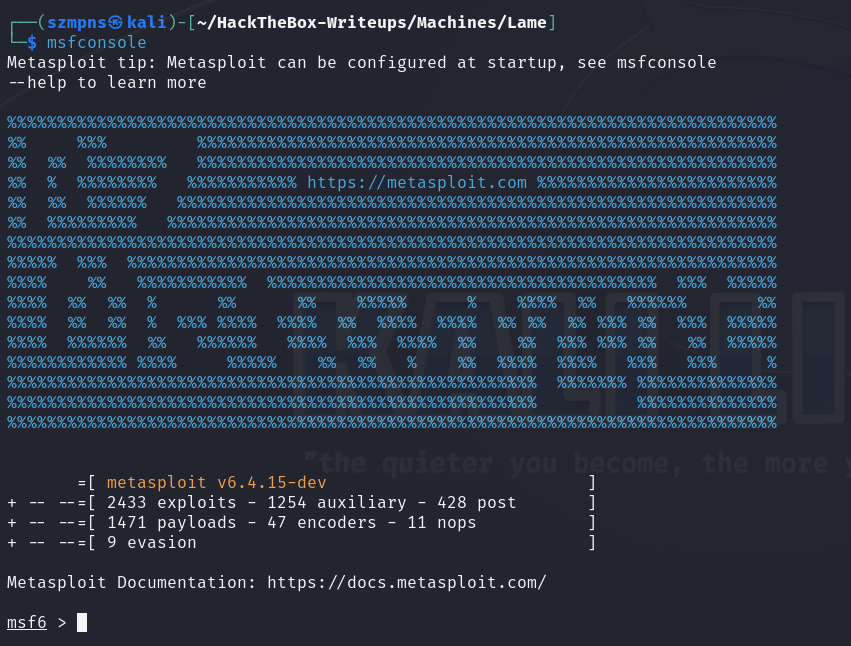 ┌──(szmpns㉿kali)-[~/HackTheBox-Writeups/Machines/Lame]
└─$ msfconsole
Metasploit tip: Metasploit can be configured at startup, see msfconsole
--help to learn more
https://metasploit.com
=[ metasploit v6.4.15-dev ]
+ -- --=[ 2433 exploits - 1254 auxiliary - 428 post ]
+ -- --=[ 1471 payloads - 47 encoders - 11 nops ]
+ -- --=[ 9 evasion ]
"the quieter you become, the more y
Metasploit Documentation: https://docs.metasploit.com/
msf6 >